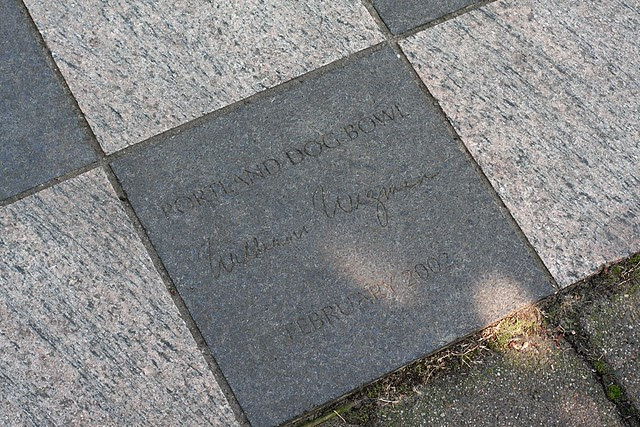 PORTLAND DOG BOWL
William Wegman
FEBRUARY 2002